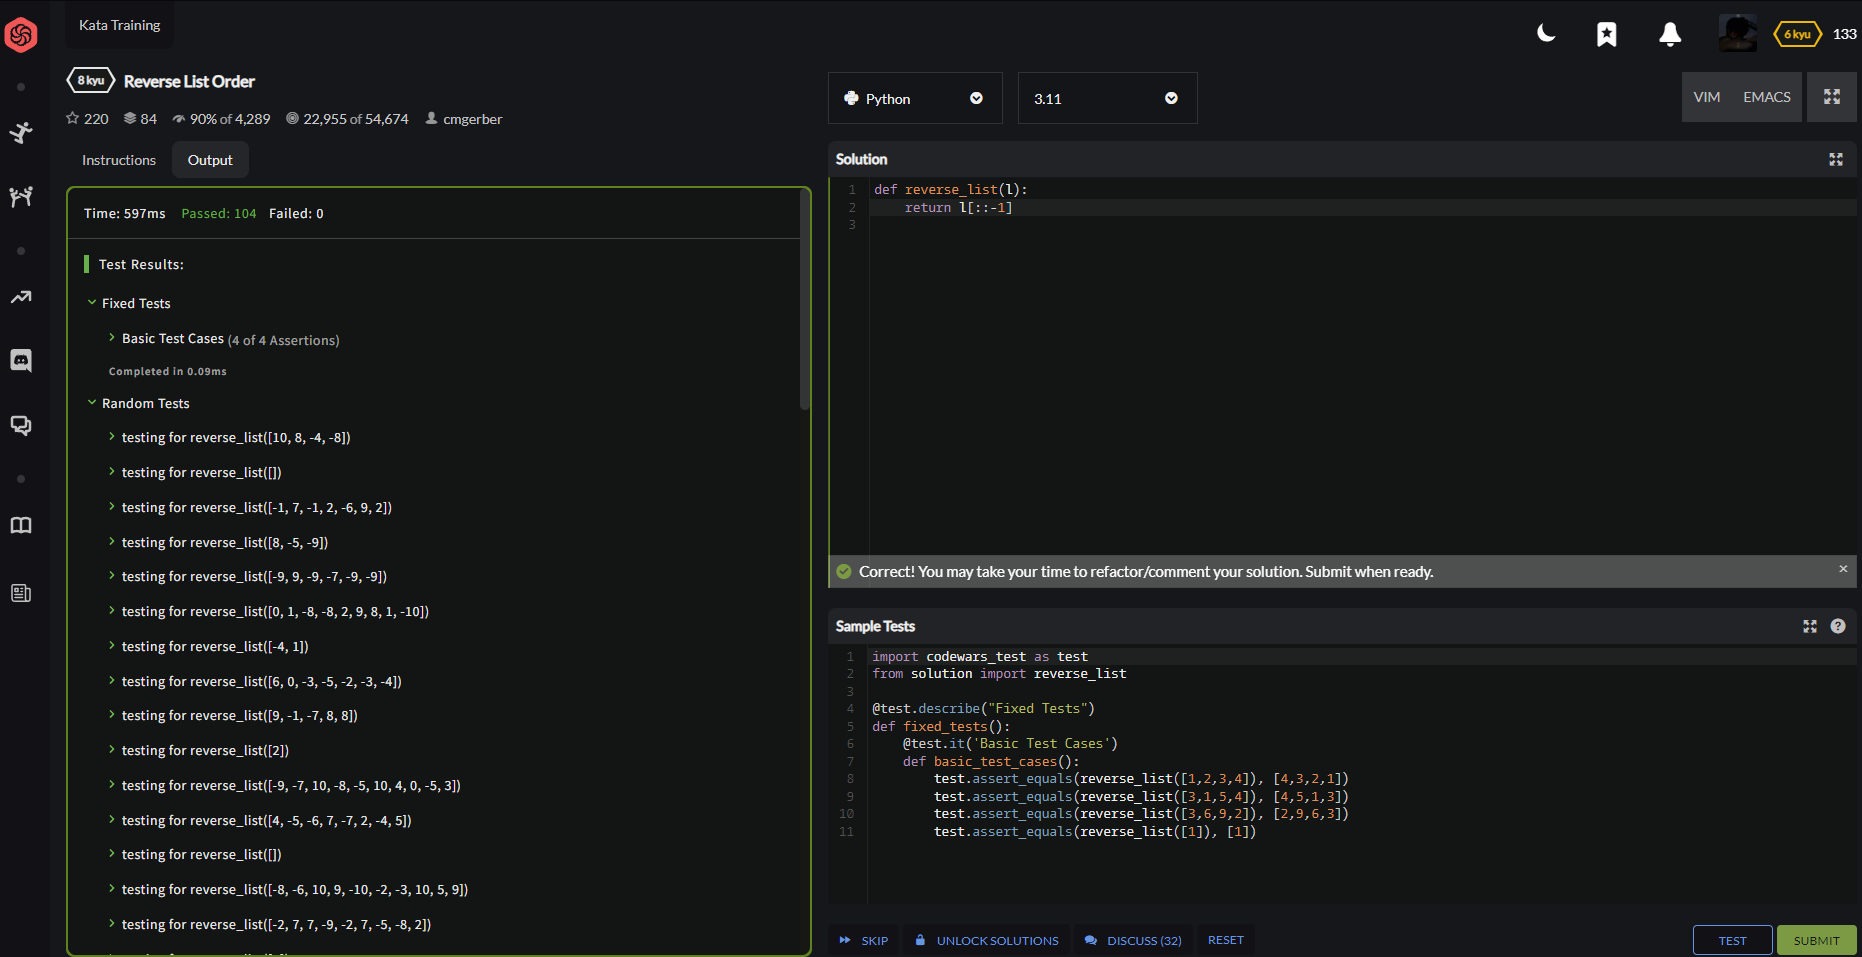 Kata Training
6 kyu 133
8 kyu Reverse List Order
220 84 90% of 4,289 22,955 of 54,674 cmgerber
Instructions Output
Time: 597ms Passed: 104 Failed: 0
Test Results:
Fixed Tests
Basic Test Cases (4 of 4 Assertions)
Completed in 0.09ms
Random Tests
testing for reverse_list([10, 8, -4, -8])
testing for reverse_list([])
testing for reverse_list([-1, 7, -1, 2, -6, 9, 2])
testing for reverse_list([8, -5, -9])
testing for reverse_list([-9, 9, -9, -7, -9, -9])
testing for reverse_list([0, 1, -8, -8, 2, 9, 8, 1, -10])
testing for reverse_list([-4, 1])
testing for reverse_list([6, 0, -3, -5, -2, -3, -4])
testing for reverse_list([9, -1, -7, 8, 8])
testing for reverse_list([2])
testing for reverse_list([-9, -7, 10, -8, -5, 10, 4, 0, -5, 3])
testing for reverse_list([4, -5, -6, 7, -7, 2, -4, 5])
testing for reverse_list([])
testing for reverse_list([-8, -6, 10, 9, -10, -2, -3, 10, 5, 9])
testing for reverse_list([-2, 7, 7, -9, -2, 7, -5, -8, 2])
Python 3.11 VIM EMACS
Solution
1 def reverse_list(l):
2     return l[::-1]
3
Correct! You may take your time to refactor/comment your solution. Submit when ready. ×
Sample Tests ?
1 import codewars_test as test
2 from solution import reverse_list
3
4 @test.describe("Fixed Tests")
5 def fixed_tests():
6     @test.it('Basic Test Cases')
7     def basic_test_cases():
8         test.assert_equals(reverse_list([1,2,3,4]), [4,3,2,1])
9         test.assert_equals(reverse_list([3,1,5,4]), [4,5,1,3])
10         test.assert_equals(reverse_list([3,6,9,2]), [2,9,6,3])
11         test.assert_equals(reverse_list([1]), [1])
SKIP UNLOCK SOLUTIONS DISCUSS (32) RESET TEST SUBMIT